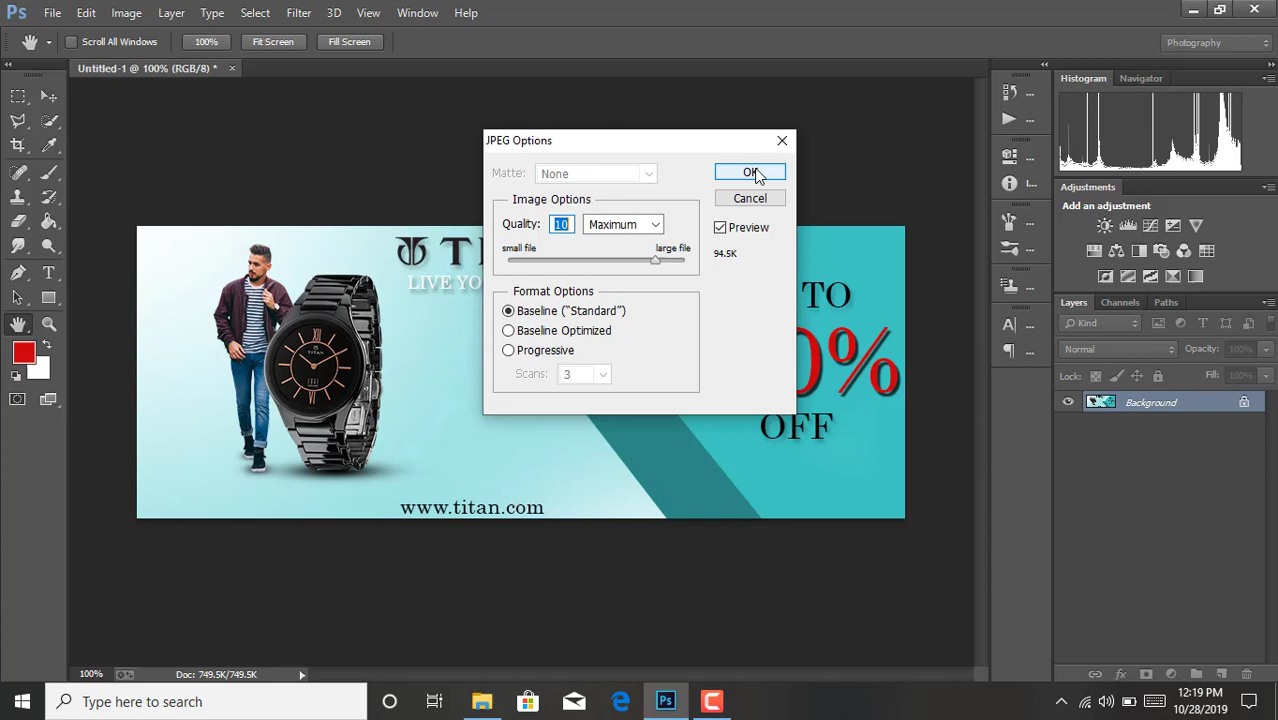 Ps File Edit Image Layer Type Select Filter 3D View Window Help
Scroll All Windows 100% Fit Screen Fill Screen Photography
Untitled-1 @ 100% (RGB/8) * ×
Histogram Navigator
JPEG Options
Matte: None OK
Cancel
Image Options
Quality: 10 Maximum Preview
small file large file
94.5K
Format Options
Baseline ("Standard")
Baseline Optimized
Progressive
Scans: 3
T
LIVE YO
TITAN
www.titan.com
TO
0%
OFF
Adjustments
Add an adjustment
Layers Channels Paths
Kind
Normal Opacity: 100%
Lock: Fill: 100%
Background
100% Doc: 749.5K/749.5K
Type here to search
12:19 PM
10/28/2019